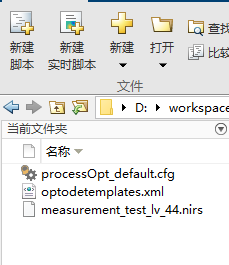 新建 新建 新建 打开 查找
脚本 实时脚本 比较
文件
D: workspace
当前文件夹
名称
processOpt_default.cfg
optodetemplates.xml
measurement_test_lv_44.nirs